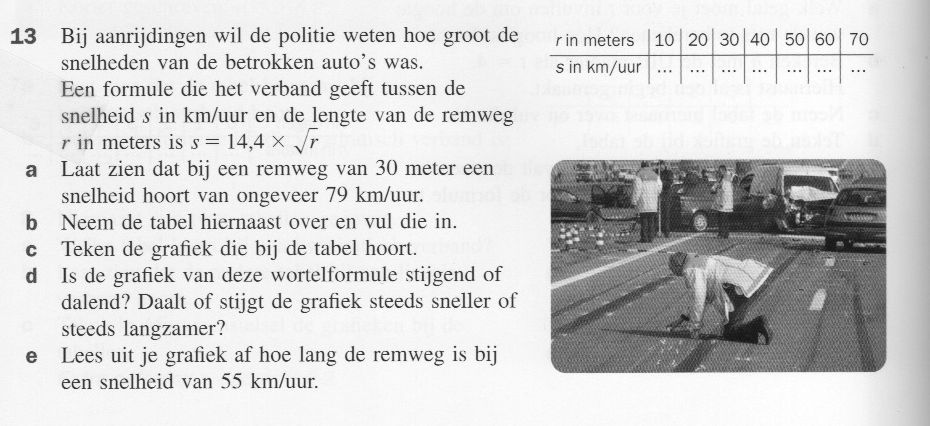 13 Bij aanrijdingen wil de politie weten hoe groot de
snelheden van de betrokken auto's was.
Een formule die het verband geeft tussen de
snelheid s in km/uur en de lengte van de remweg
r in meters is s = 14,4 × √r
a Laat zien dat bij een remweg van 30 meter een
snelheid hoort van ongeveer 79 km/uur.
b Neem de tabel hiernaast over en vul die in.
c Teken de grafiek die bij de tabel hoort.
d Is de grafiek van deze wortelformule stijgend of
dalend? Daalt of stijgt de grafiek steeds sneller of
steeds langzamer?
e Lees uit je grafiek af hoe lang de remweg is bij
een snelheid van 55 km/uur.
r in meters 10 20 30 40 50 60 70
s in km/uur ... ... ... ... ... ... ...